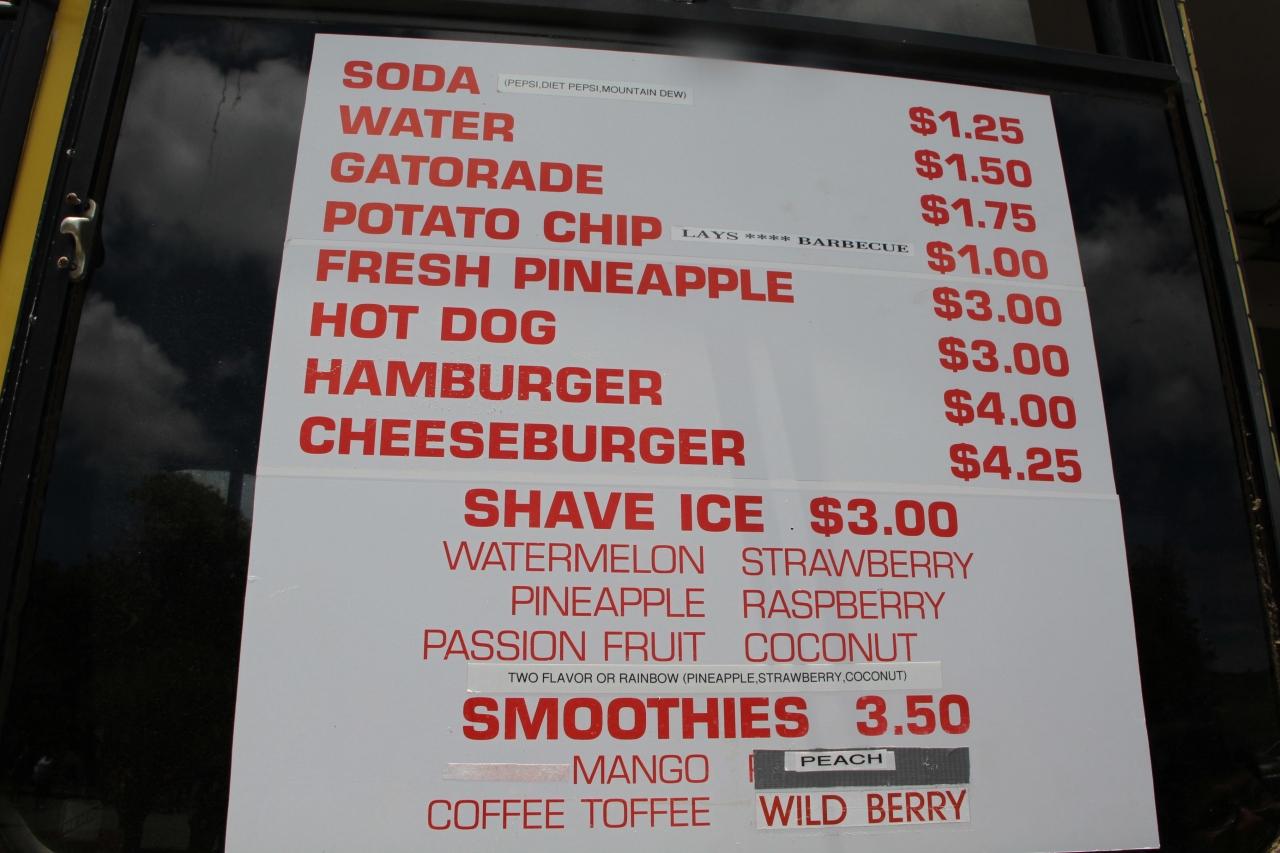 SODA (PEPSI,DIET PEPSI,MOUNTAIN DEW) $1.25
WATER $1.50
GATORADE $1.75
POTATO CHIP LAYS **** BARBECUE $1.00
FRESH PINEAPPLE $3.00
HOT DOG $3.00
HAMBURGER $4.00
CHEESEBURGER $4.25
SHAVE ICE $3.00
WATERMELON STRAWBERRY
PINEAPPLE RASPBERRY
PASSION FRUIT COCONUT
TWO FLAVOR OR RAINBOW (PINEAPPLE,STRAWBERRY,COCONUT)
SMOOTHIES 3.50
MANGO PEACH
COFFEE TOFFEE WILD BERRY